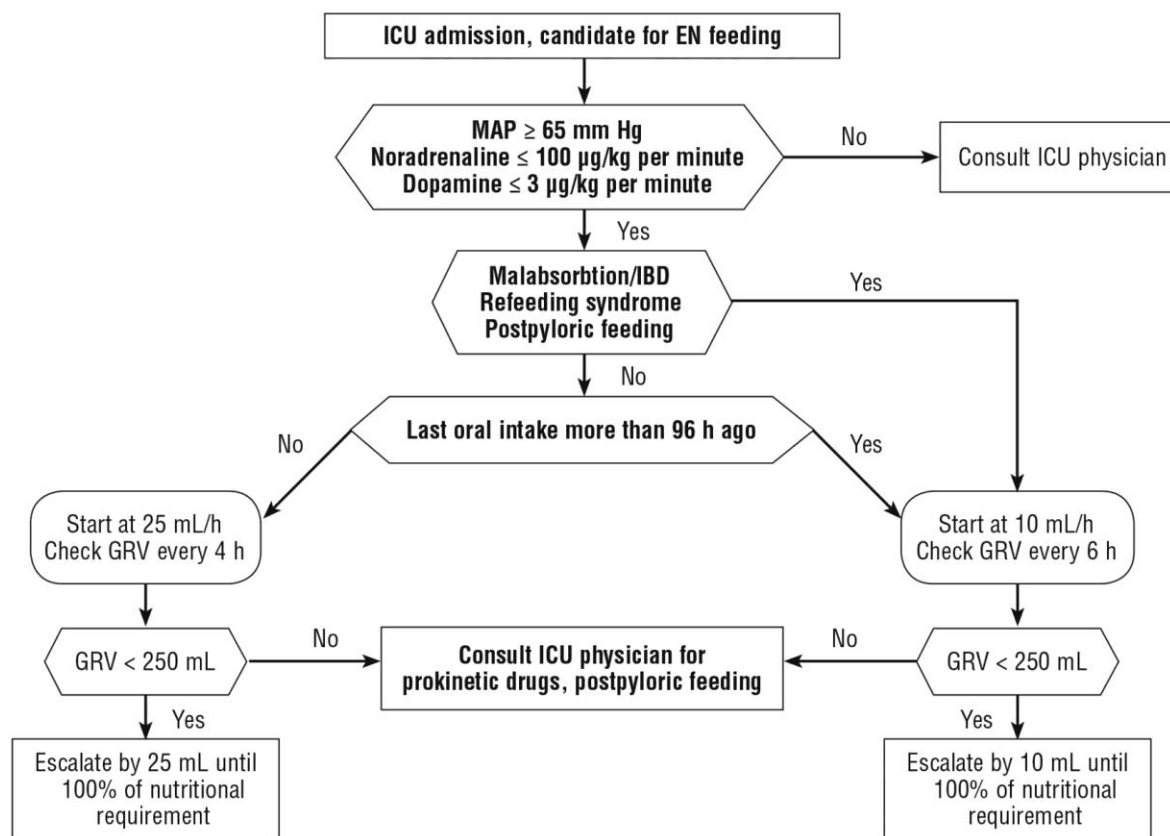 ICU admission, candidate for EN feeding
MAP ≥ 65 mm Hg
Noradrenaline ≤ 100 µg/kg per minute
Dopamine ≤ 3 µg/kg per minute
No
Consult ICU physician
Yes
Malabsorbtion/IBD
Refeeding syndrome
Postpyloric feeding
Yes
No
Last oral intake more than 96 h ago
No
Yes
Start at 25 mL/h
Check GRV every 4 h
Start at 10 mL/h
Check GRV every 6 h
GRV < 250 mL
No
Consult ICU physician for
prokinetic drugs, postpyloric feeding
No
GRV < 250 mL
Yes
Yes
Escalate by 25 mL until
100% of nutritional
requirement
Escalate by 10 mL until
100% of nutritional
requirement